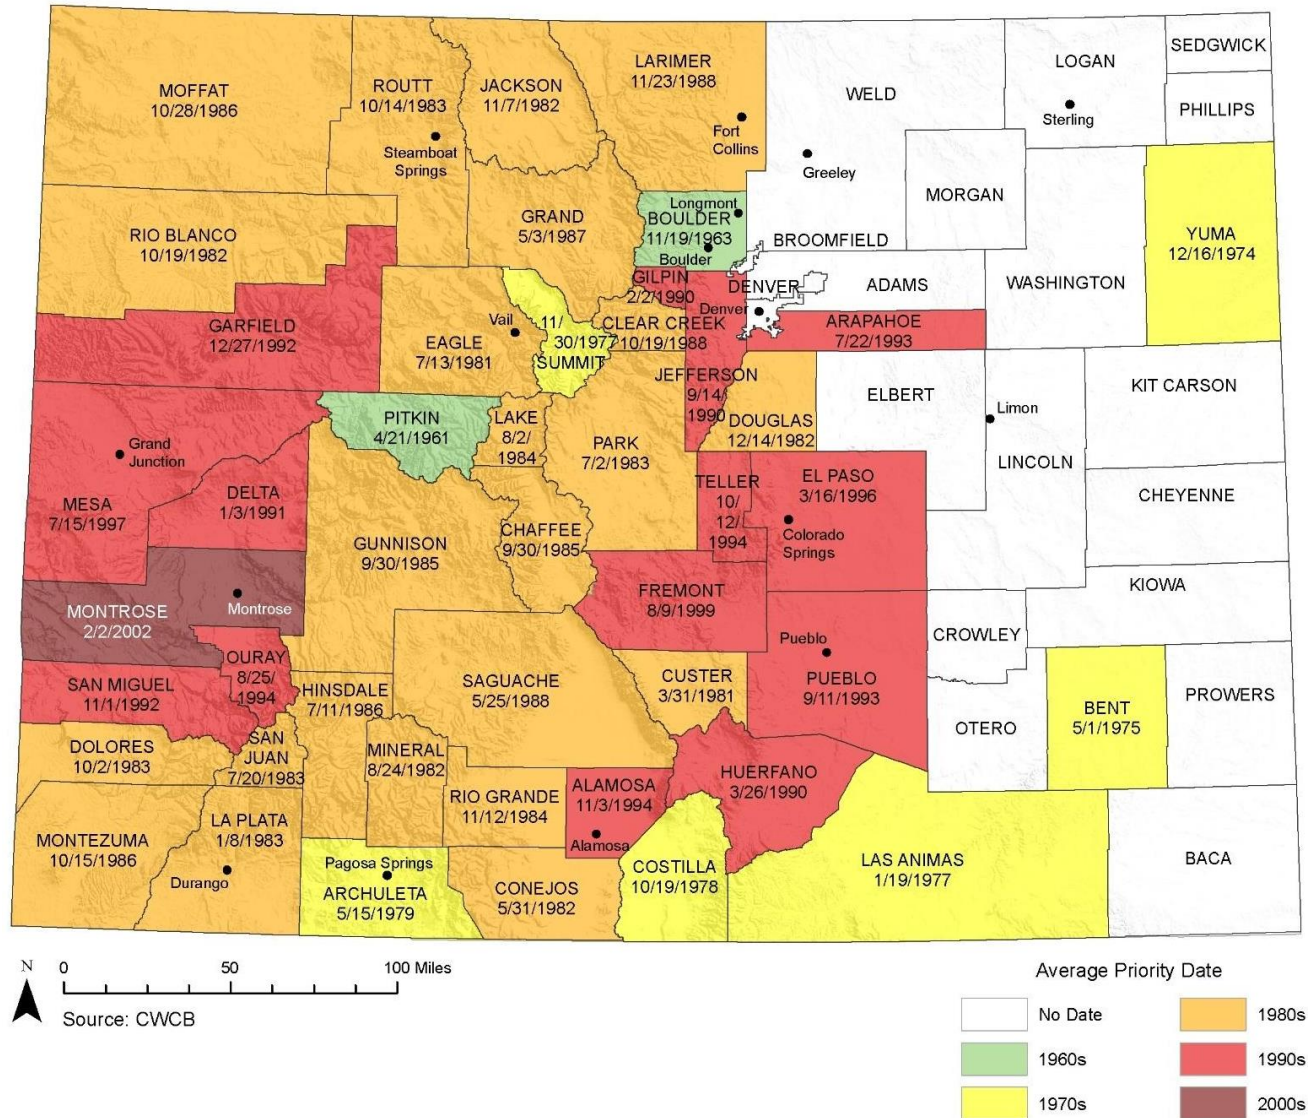 MOFFAT
10/28/1986
ROUTT
10/14/1983
JACKSON
11/7/1982
LARIMER
11/23/1988
WELD
LOGAN
SEDGWICK
PHILLIPS
Sterling
Fort
Collins
Steamboat
Springs
Greeley
MORGAN
YUMA
12/16/1974
RIO BLANCO
10/19/1982
GRAND
5/3/1987
Longmont
BOULDER
11/19/1963
Boulder
BROOMFIELD
GILPIN
2/2/1990
DENVER
Denver
ADAMS
WASHINGTON
GARFIELD
12/27/1992
EAGLE
7/13/1981
Vail
11/
30/1977
SUMMIT
CLEAR CREEK
10/19/1988
ARAPAHOE
7/22/1993
JEFFERSON
9/14/
1990
DOUGLAS
12/14/1982
ELBERT
Limon
KIT CARSON
PITKIN
4/21/1961
LAKE
8/2/
1984
PARK
7/2/1983
Grand
Junction
MESA
7/15/1997
DELTA
1/3/1991
TELLER
10/
12/
1994
EL PASO
3/16/1996
Colorado
Springs
LINCOLN
CHEYENNE
GUNNISON
9/30/1985
CHAFFEE
9/30/1985
FREMONT
8/9/1999
KIOWA
MONTROSE
2/2/2002
Montrose
OURAY
8/25/
1994
SAN MIGUEL
11/1/1992
HINSDALE
7/11/1986
SAGUACHE
5/25/1988
CUSTER
3/31/1981
Pueblo
PUEBLO
9/11/1993
CROWLEY
OTERO
BENT
5/1/1975
PROWERS
DOLORES
10/2/1983
SAN
JUAN
7/20/1983
MINERAL
8/24/1982
RIO GRANDE
11/12/1984
ALAMOSA
11/3/1994
Alamosa
HUERFANO
3/26/1990
MONTEZUMA
10/15/1986
LA PLATA
1/8/1983
Durango
Pagosa Springs
ARCHULETA
5/15/1979
CONEJOS
5/31/1982
COSTILLA
10/19/1978
LAS ANIMAS
1/19/1977
BACA
N
0 50 100 Miles
Source: CWCB
Average Priority Date
No Date
1960s
1970s
1980s
1990s
2000s